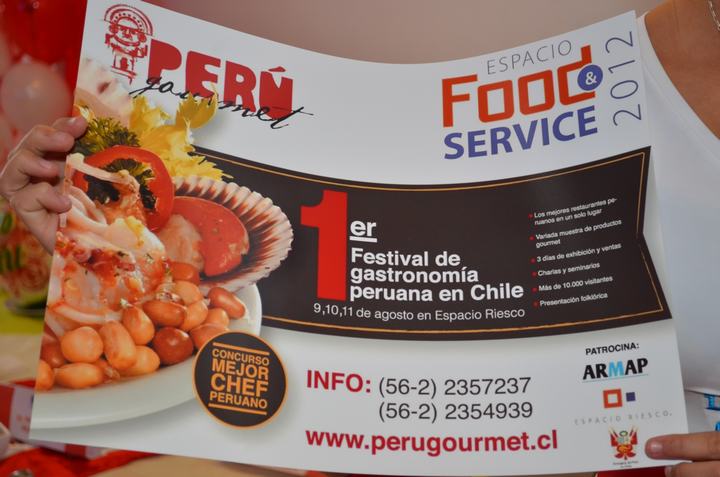 PERÚ
gourmet
ESPACIO
Food &
SERVICE
2012
1er
Festival de
gastronomía
peruana en Chile
9,10,11 de agosto en Espacio Riesco
Los mejores restaurantes pe-
ruanos en un solo lugar
Variada muestra de productos
gourmet
3 días de exhibición y ventas
Charlas y seminarios
Más de 10.000 visitantes
Presentación folklórica
CONCURSO
MEJOR
CHEF
PERUANO
INFO: (56-2) 2357237
(56-2) 2354939
www.perugourmet.cl
PATROCINA:
ARMAP
ESPACIO RIESCO.